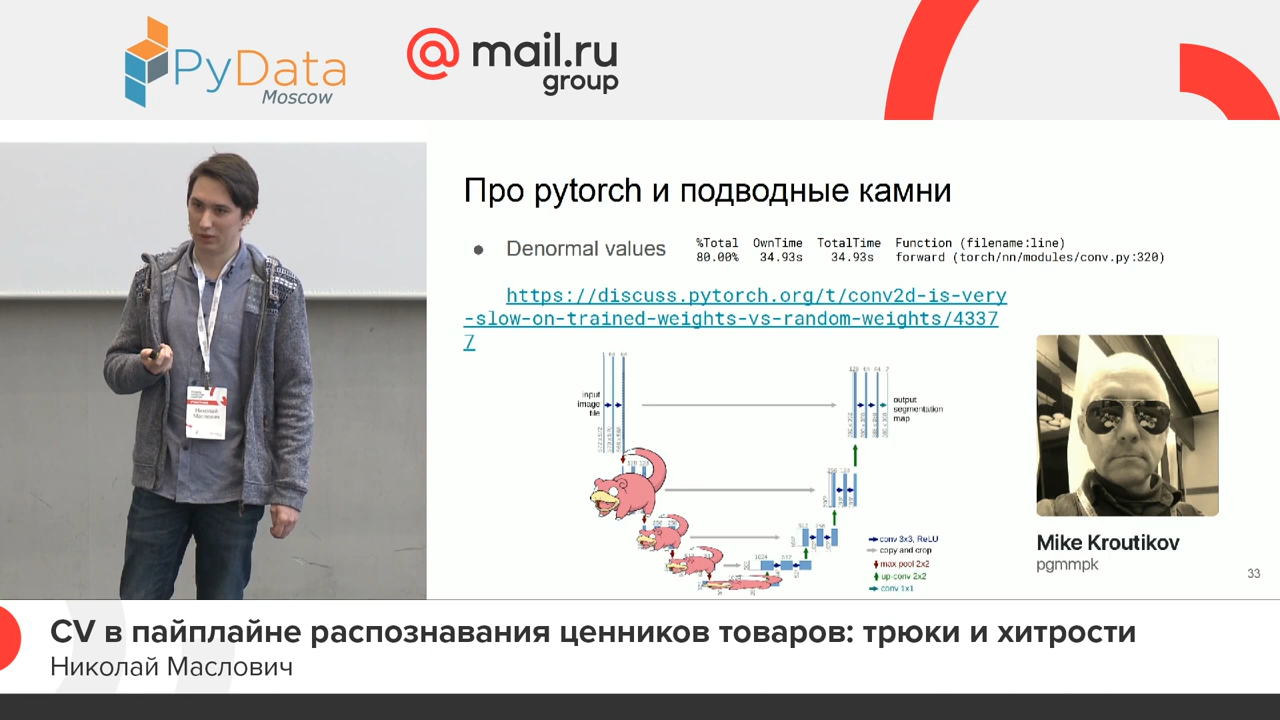 PyData
Moscow
@mail.ru
group
Про pytorch и подводные камни
Denormal values
%Total OwnTime TotalTime Function (filename:line)
80.00% 34.93s 34.93s forward (torch/nn/modules/conv.py:320)
https://discuss.pytorch.org/t/conv2d-is-very
-slow-on-trained-weights-vs-random-weights/4337
7
input
image
tile
output
segmentation
map
conv 3x3, ReLU
copy and crop
max pool 2x2
up-conv 2x2
conv 1x1
Mike Kroutikov
pgmmpk
33
Николай
Маслович
CV в пайплайне распознавания ценников товаров: трюки и хитрости
Николай Маслович